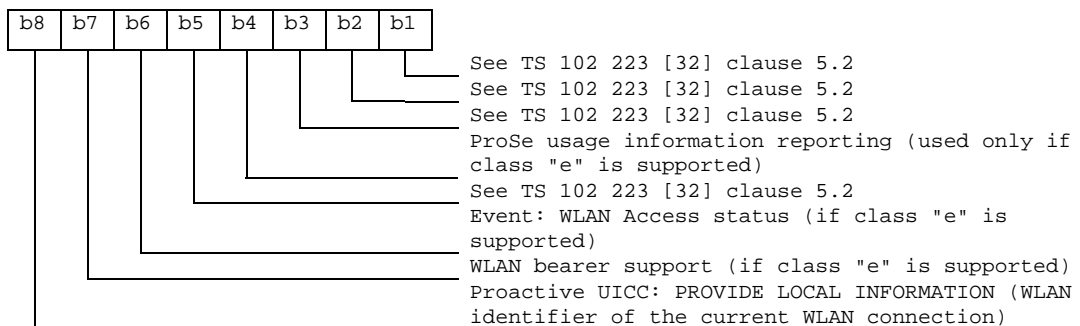 b8 b7 b6 b5 b4 b3 b2 b1
See TS 102 223 [32] clause 5.2
See TS 102 223 [32] clause 5.2
See TS 102 223 [32] clause 5.2
ProSe usage information reporting (used only if
class "e" is supported)
See TS 102 223 [32] clause 5.2
Event: WLAN Access status (if class "e" is
supported)
WLAN bearer support (if class "e" is supported)
Proactive UICC: PROVIDE LOCAL INFORMATION (WLAN
identifier of the current WLAN connection)